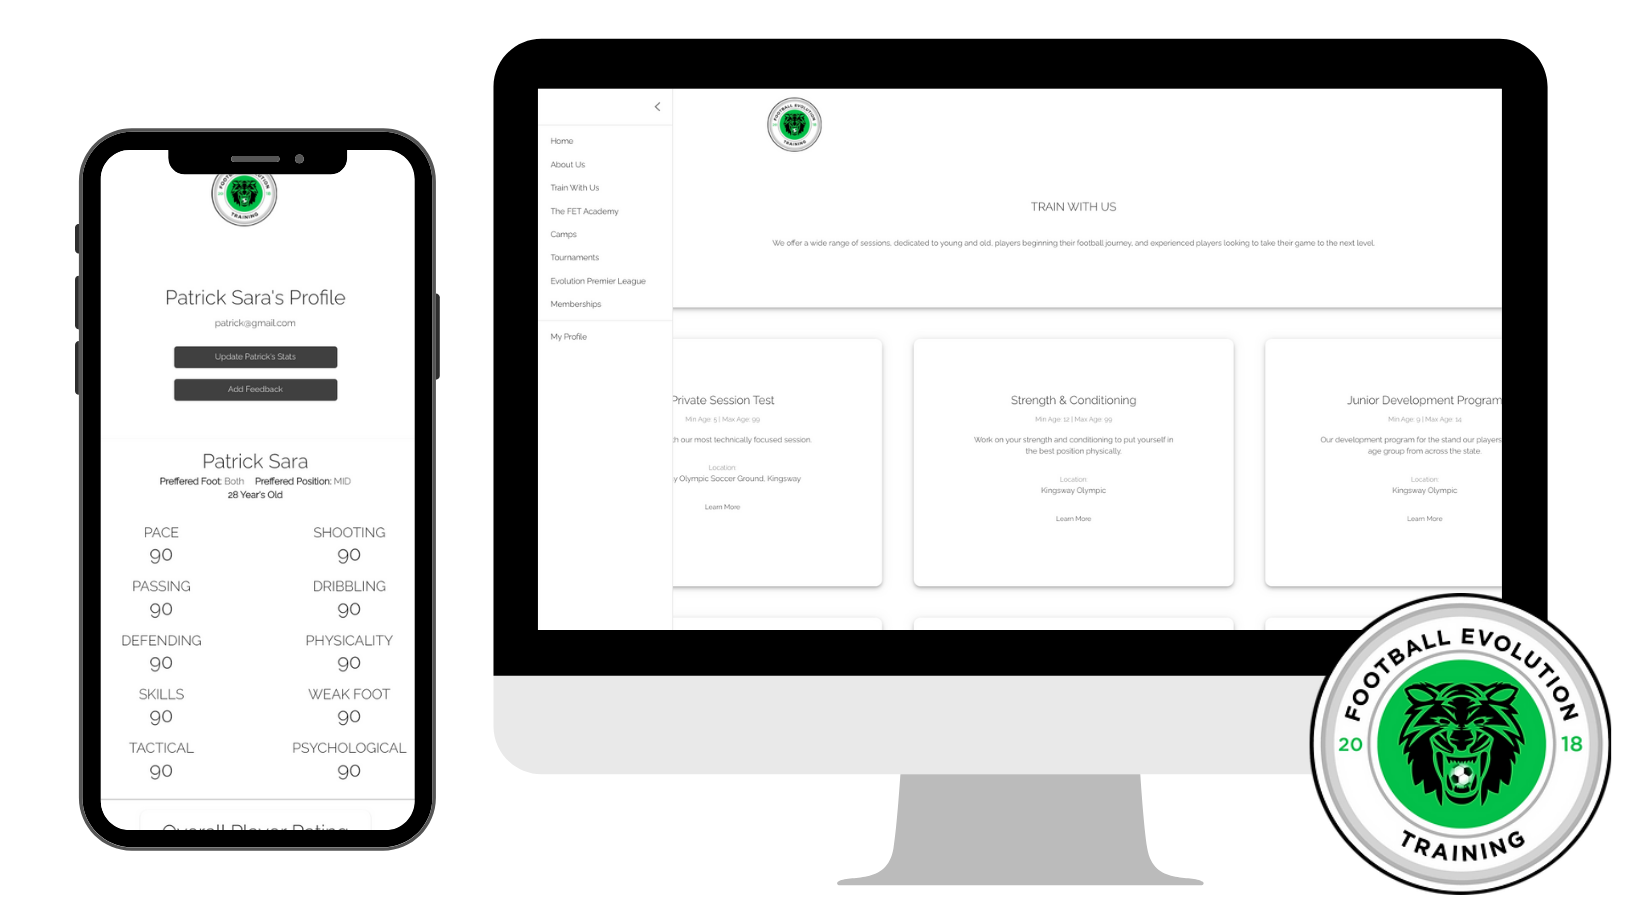 FOOTBALL EVOLUTION
TRAINING
Patrick Sara's Profile
patrick@gmail.com
Update Patrick's Stats
Add Feedback
Patrick Sara
Preffered Foot: Both Preffered Position: MID
28 Year's Old
PACE SHOOTING
90 90
PASSING DRIBBLING
90 90
DEFENDING PHYSICALITY
90 90
SKILLS WEAK FOOT
90 90
TACTICAL PSYCHOLOGICAL
90 90
Overall Player Rating
<
Home
About Us
Train With Us
The FET Academy
Camps
Tournaments
Evolution Premier League
Memberships
My Profile
FOOTBALL EVOLUTION
TRAINING
TRAIN WITH US
We offer a wide range of sessions, dedicated to young and old, players beginning their football journey, and experienced players looking to take their game to the next level.
Private Session Test
Min Age: 5 | Max Age: 99
h our most technically focused session.
Location:
y Olympic Soccer Ground, Kingsway
Learn More
Strength & Conditioning
Min Age: 12 | Max Age: 99
Work on your strength and conditioning to put yourself in
the best position physically.
Location:
Kingsway Olympic
Learn More
Junior Development Program
Min Age: 9 | Max Age: 14
Our development program for the stand our players
age group from across the state.
Location:
Kingsway Olympic
Learn More
FOOTBALL EVOLUTION
20 18
TRAINING